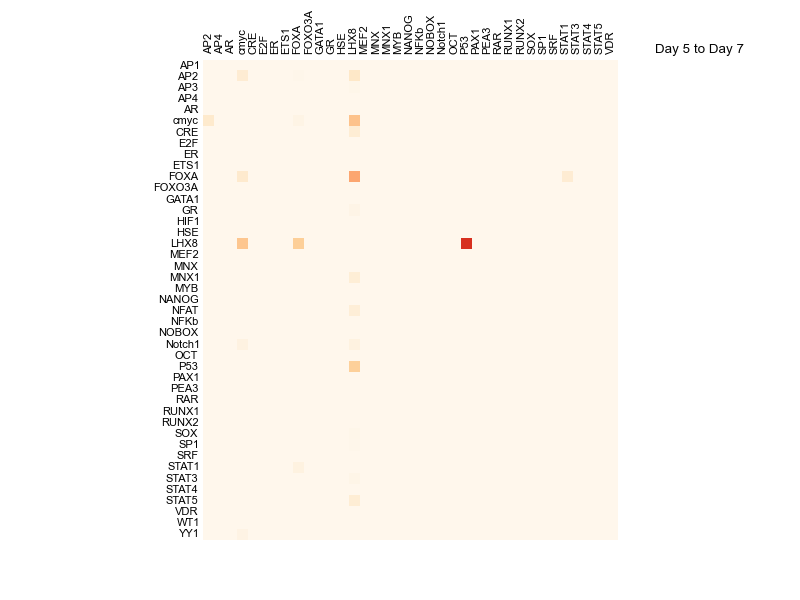 AP2
AP4
AR
cmyc
CRE
E2F
ER
ETS1
FOXA
FOXO3A
GATA1
GR
HSE
LHX8
MEF2
MNX
MNX1
MYB
NANOG
NFKb
NOBOX
Notch1
OCT
P53
PAX1
PEA3
RAR
RUNX1
RUNX2
SOX
SP1
SRF
STAT1
STAT3
STAT4
STAT5
VDR
Day 5 to Day 7
AP1
AP2
AP3
AP4
AR
cmyc
CRE
E2F
ER
ETS1
FOXA
FOXO3A
GATA1
GR
HIF1
HSE
LHX8
MEF2
MNX
MNX1
MYB
NANOG
NFAT
NFKb
NOBOX
Notch1
OCT
P53
PAX1
PEA3
RAR
RUNX1
RUNX2
SOX
SP1
SRF
STAT1
STAT3
STAT4
STAT5
VDR
WT1
YY1